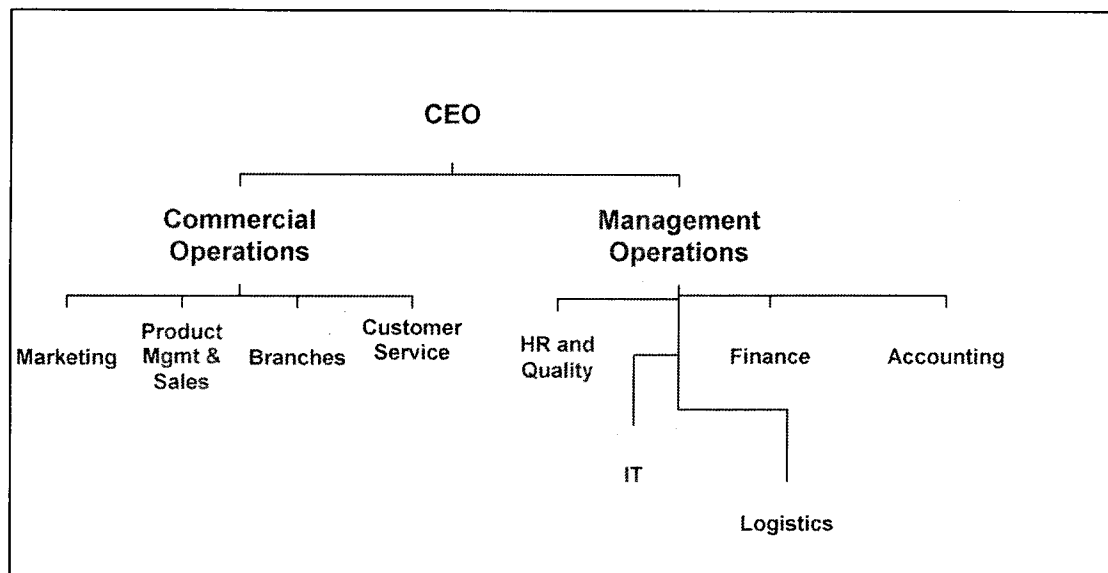 CEO
Commercial
Operations
Management
Operations
Marketing
Product
Mgmt &
Sales
Branches
Customer
Service
HR and
Quality
Finance
Accounting
IT
Logistics